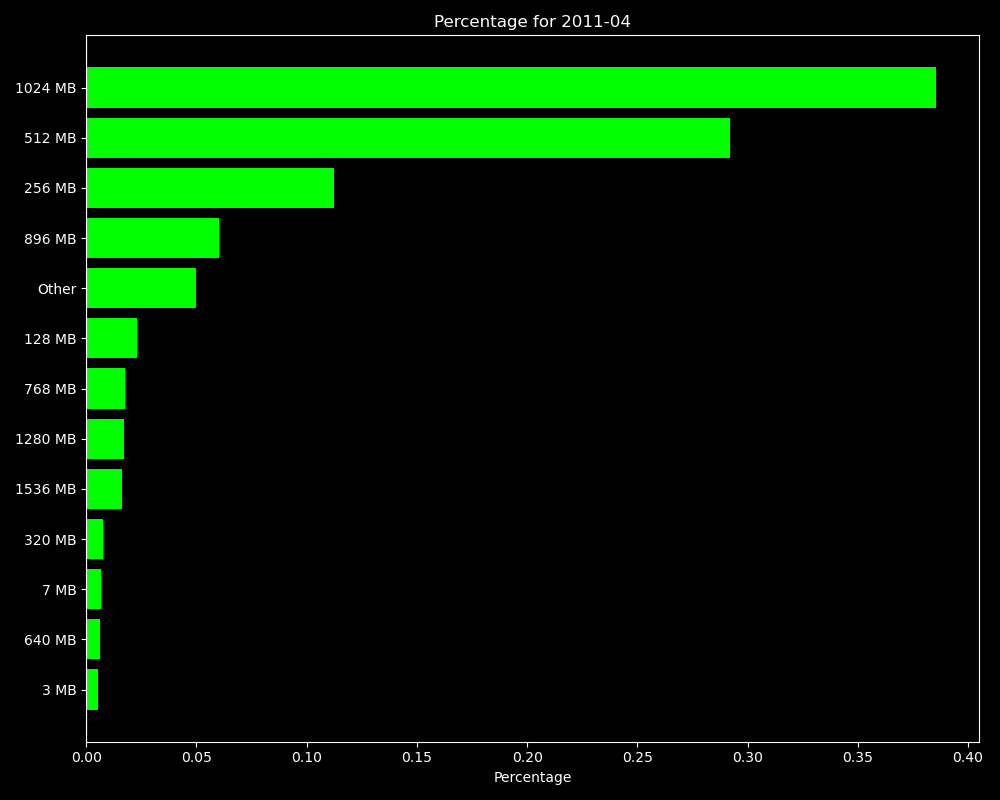 Percentage for 2011-04
1024 MB
512 MB
256 MB
896 MB
Other
128 MB
768 MB
1280 MB
1536 MB
320 MB
7 MB
640 MB
3 MB
0.00 0.05 0.10 0.15 0.20 0.25 0.30 0.35 0.40
Percentage